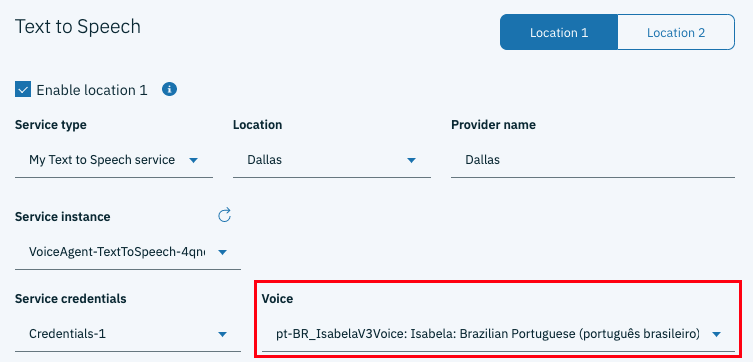 Text to Speech
Location 1
Location 2
Enable location 1
Service type
Location
Provider name
My Text to Speech service
Dallas
Dallas
Service instance
VoiceAgent-TextToSpeech-4qn
Service credentials
Voice
Credentials-1
pt-BR_IsabelaV3Voice: Isabela: Brazilian Portuguese (português brasileiro)